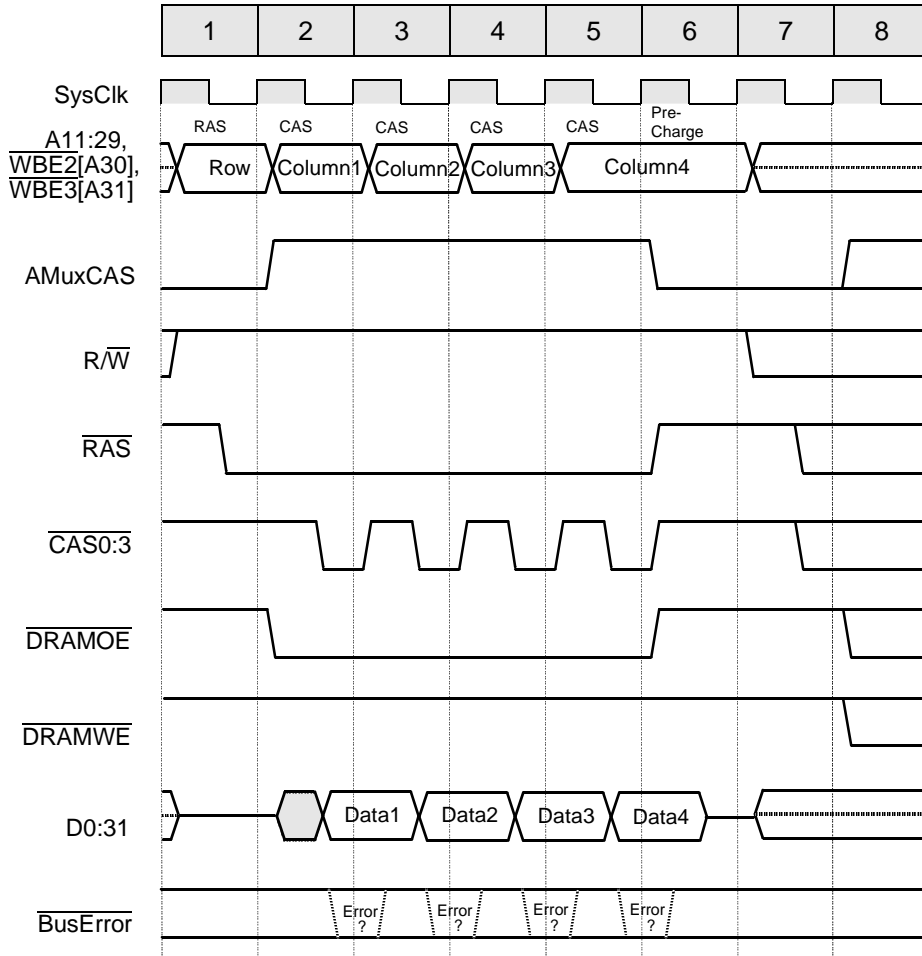 1 2 3 4 5 6 7 8
SysClk
RAS CAS CAS CAS CAS Pre-
Charge
A11:29,
WBE2[A30],
WBE3[A31]
Row Column1 Column2 Column3 Column4
AMuxCAS
R/W
RAS
CAS0:3
DRAMOE
DRAMWE
D0:31
Data1 Data2 Data3 Data4
BusError
Error Error Error Error
? ? ? ?